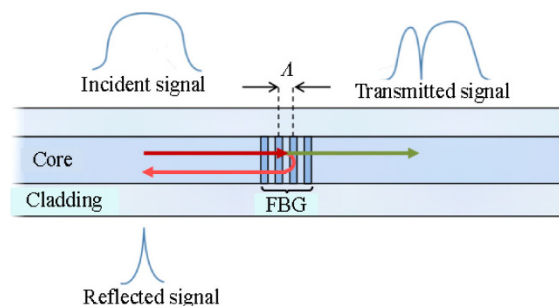 Incident signal
Λ
Transmitted signal
Core
Cladding
FBG
Reflected signal